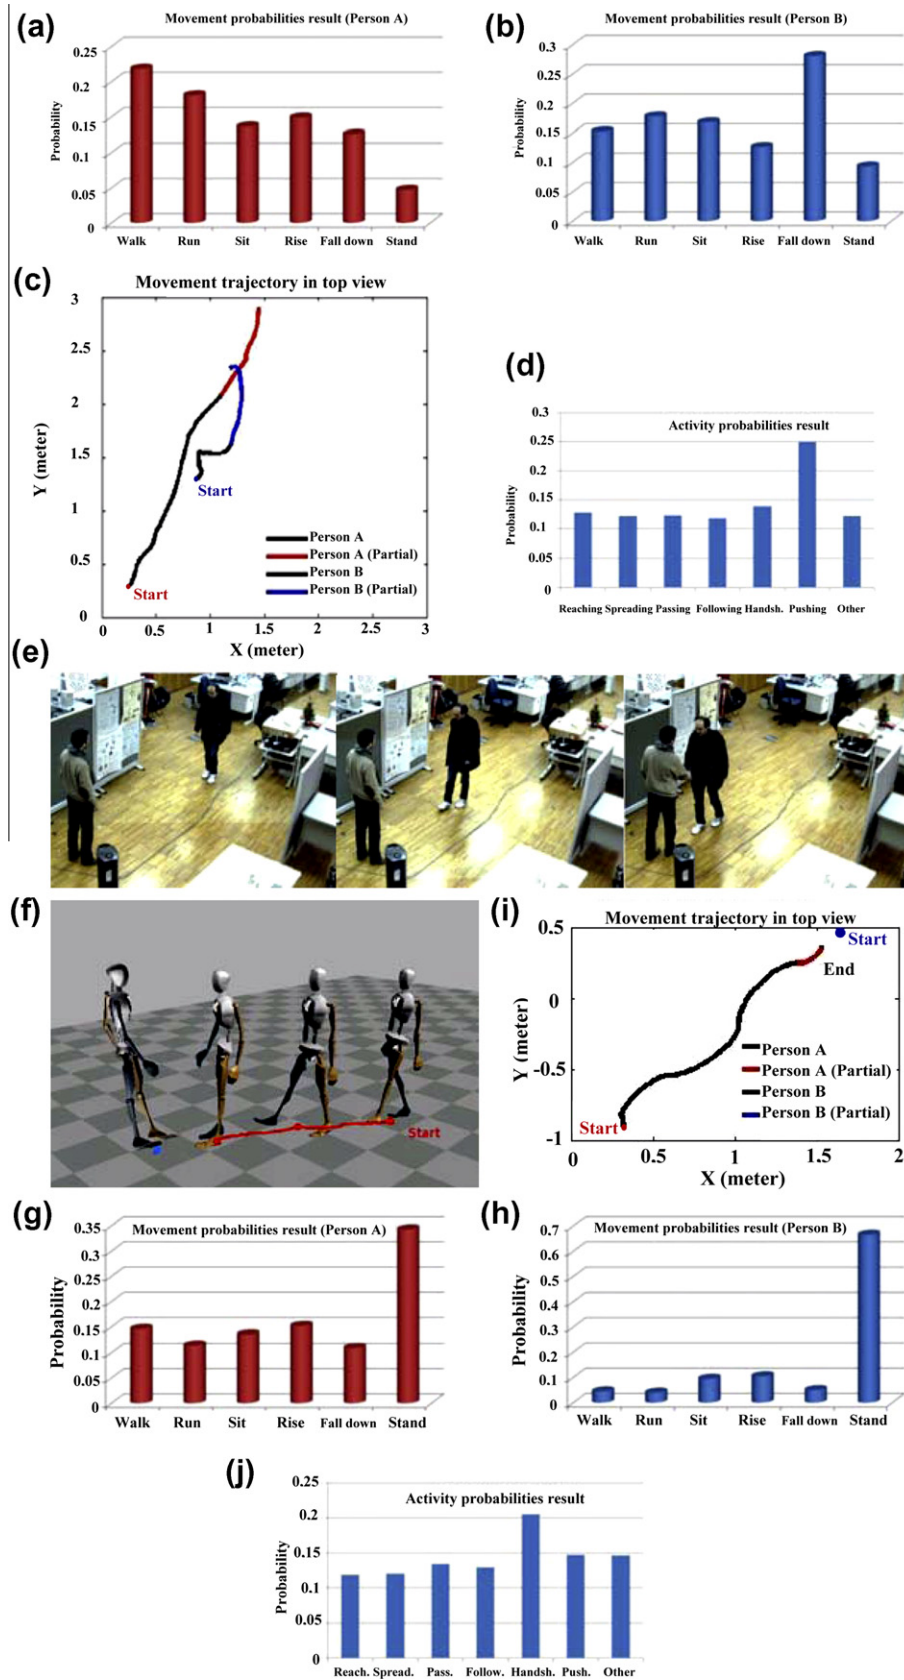 (a)
Movement probabilities result (Person A)
Probability
0.25
0.2
0.15
0.1
0.05
0
Walk Run Sit Rise Fall down Stand
(b)
Movement probabilities result (Person B)
Probability
0.3
0.25
0.2
0.15
0.1
0.05
0
Walk Run Sit Rise Fall down Stand
(c)
Movement trajectory in top view
Y (meter)
3
2.5
2
1.5
1
0.5
0
Start
Start
Person A
Person A (Partial)
Person B
Person B (Partial)
0 0.5 1 1.5 2 2.5 3
X (meter)
(d)
Activity probabilities result
Probability
0.3
0.25
0.2
0.15
0.1
0.05
0
Reaching Spreading Passing Following Handsh. Pushing Other
(e)
(f)
Start
(i)
Movement trajectory in top view
Y (meter)
0.5
0
-0.5
-1
Start
End
Person A
Person A (Partial)
Person B
Person B (Partial)
Start
0 0.5 1 1.5 2
X (meter)
(g)
Movement probabilities result (Person A)
Probability
0.35
0.3
0.25
0.2
0.15
0.1
0.05
0
Walk Run Sit Rise Fall down Stand
(h)
Movement probabilities result (Person B)
Probability
0.7
0.6
0.5
0.4
0.3
0.2
0.1
0
Walk Run Sit Rise Fall down Stand
(j)
Activity probabilities result
Probability
0.25
0.2
0.15
0.1
0.05
0
Reach. Spread. Pass. Follow. Handsh. Push. Other